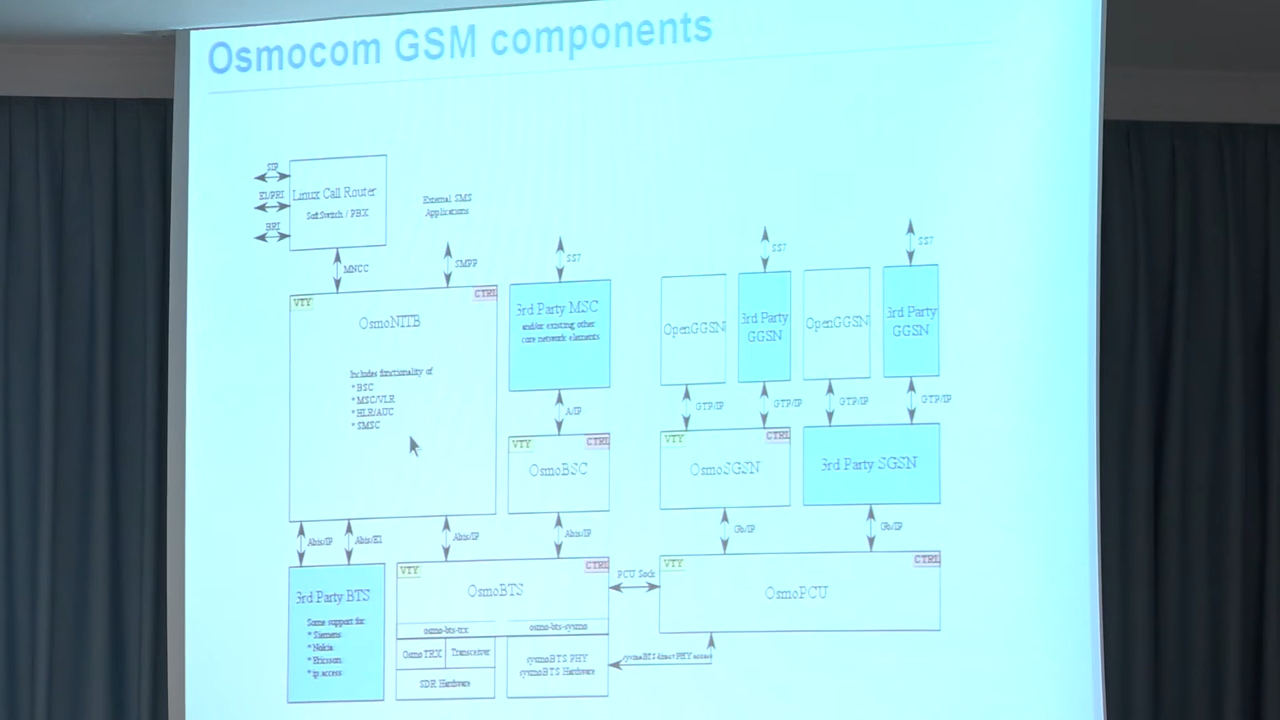 Osmocom GSM components
SIP
E1/PRI
BRI
Linux Call Router
SoftSwitch / PBX
External SMS
Applications
MNCC
SMPP
SS7
SS7
SS7
VTY
CTRL
OsmoNITB
Includes functionality of
* BSC
* MSC/VLR
* HLR/AUC
* SMSC
3rd Party MSC
and/or existing other
core network elements
OpenGGSN
3rd Party
GGSN
OpenGGSN
3rd Party
GGSN
A/IP
GTP/IP
GTP/IP
GTP/IP
GTP/IP
VTY
CTRL
OsmoBSC
VTY
CTRL
OsmoSGSN
3rd Party SGSN
Abis/IP
Abis/E1
Abis/IP
Abis/IP
Gb/IP
Gb/IP
3rd Party BTS
Some support for:
* Siemens
* Nokia
* Ericsson
* ip.access
VTY
CTRL
OsmoBTS
osmo-bts-trx
osmo-bts-sysmo
OsmoTRX
Transceiver
SDR Hardware
sysmoBTS PHY
sysmoBTS Hardware
PCU Sock
VTY
CTRL
OsmoPCU
sysmoBTS direct PHY access